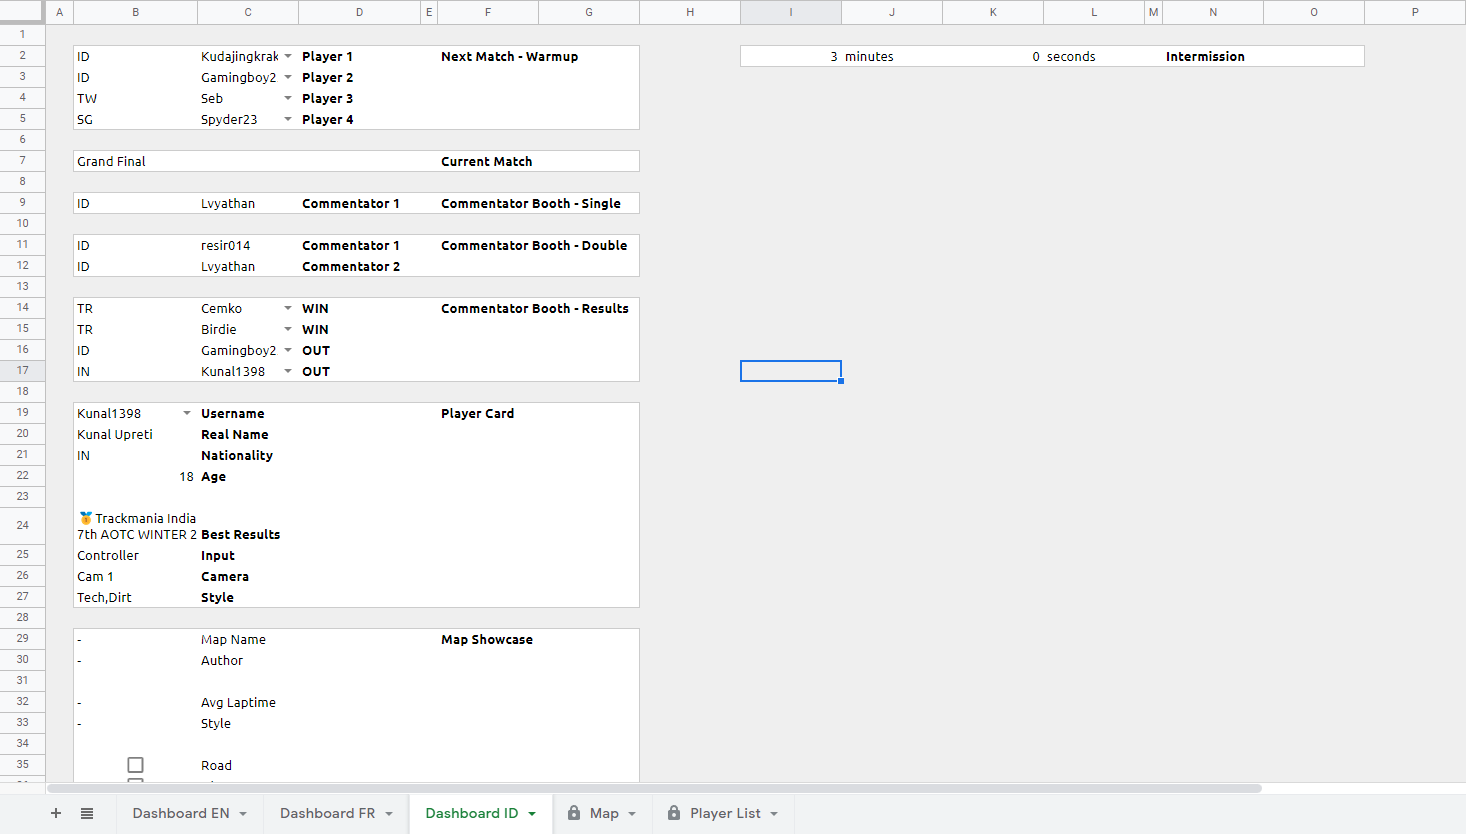 A B C D E F G H I J K L M N O P
1
2 ID Kudajingkrak Player 1 Next Match - Warmup 3 minutes 0 seconds Intermission
3 ID Gamingboy2 Player 2
4 TW Seb Player 3
5 SG Spyder23 Player 4
6
7 Grand Final Current Match
8
9 ID Lvyathan Commentator 1 Commentator Booth - Single
10
11 ID resir014 Commentator 1 Commentator Booth - Double
12 ID Lvyathan Commentator 2
13
14 TR Cemko WIN Commentator Booth - Results
15 TR Birdie WIN
16 ID Gamingboy2 OUT
17 IN Kunal1398 OUT
18
19 Kunal1398 Username Player Card
20 Kunal Upreti Real Name
21 IN Nationality
22 18 Age
23
🥇Trackmania India
24 7th AOTC WINTER 2 Best Results
25 Controller Input
26 Cam 1 Camera
27 Tech,Dirt Style
28
29 - Map Name Map Showcase
30 - Author
31
32 - Avg Laptime
33 - Style
34
35 Road
+ Dashboard EN Dashboard FR Dashboard ID Map Player List